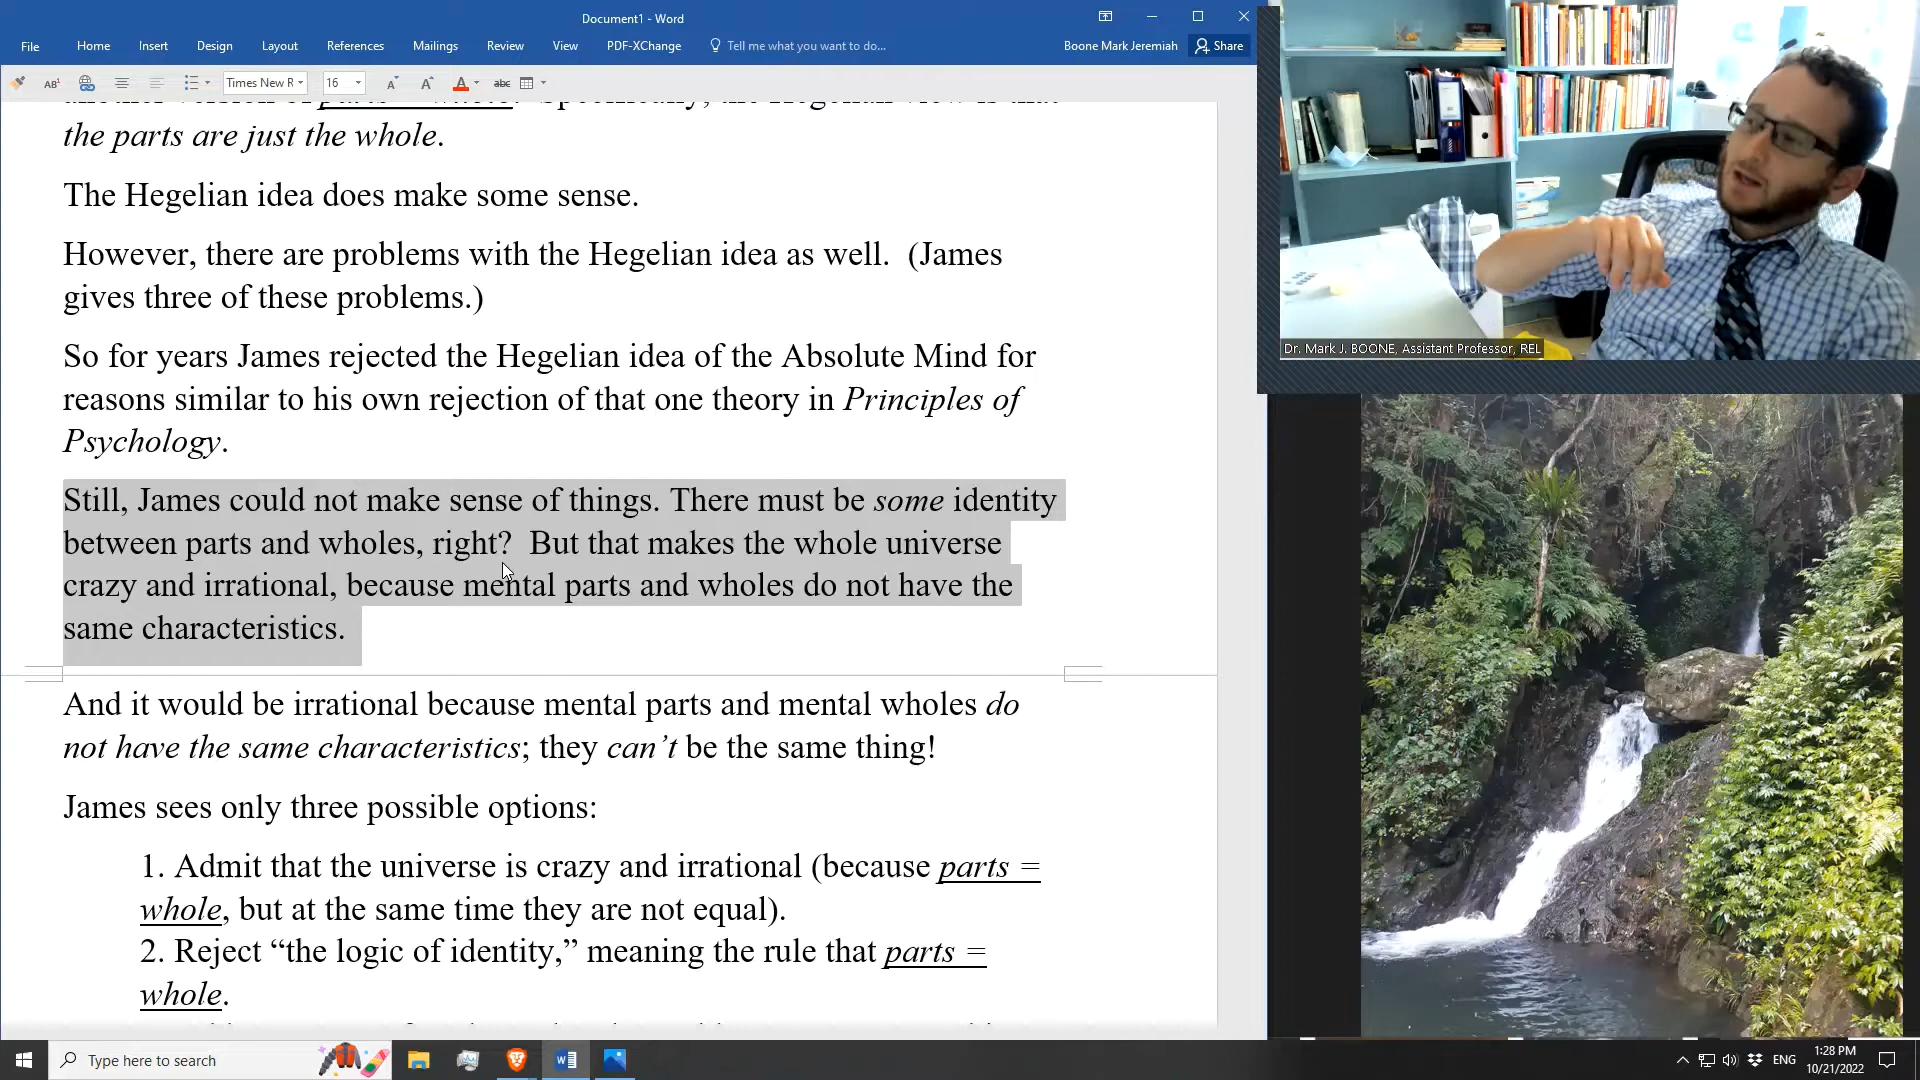 Document1 - Word
File Home Insert Design Layout References Mailings Review View PDF-XChange Tell me what you want to do... Boone Mark Jeremiah Share
AB¹ Times New R 16 A A A abc
the parts are just the whole.
The Hegelian idea does make some sense.
However, there are problems with the Hegelian idea as well. (James
gives three of these problems.)
So for years James rejected the Hegelian idea of the Absolute Mind for
reasons similar to his own rejection of that one theory in Principles of
Psychology.
Still, James could not make sense of things. There must be some identity
between parts and wholes, right? But that makes the whole universe
crazy and irrational, because mental parts and wholes do not have the
same characteristics.
And it would be irrational because mental parts and mental wholes do
not have the same characteristics; they can’t be the same thing!
James sees only three possible options:
1. Admit that the universe is crazy and irrational (because parts =
whole, but at the same time they are not equal).
2. Reject “the logic of identity,” meaning the rule that parts =
whole.
Dr. Mark J. BOONE, Assistant Professor, REL
Type here to search
ENG
1:28 PM
10/21/2022